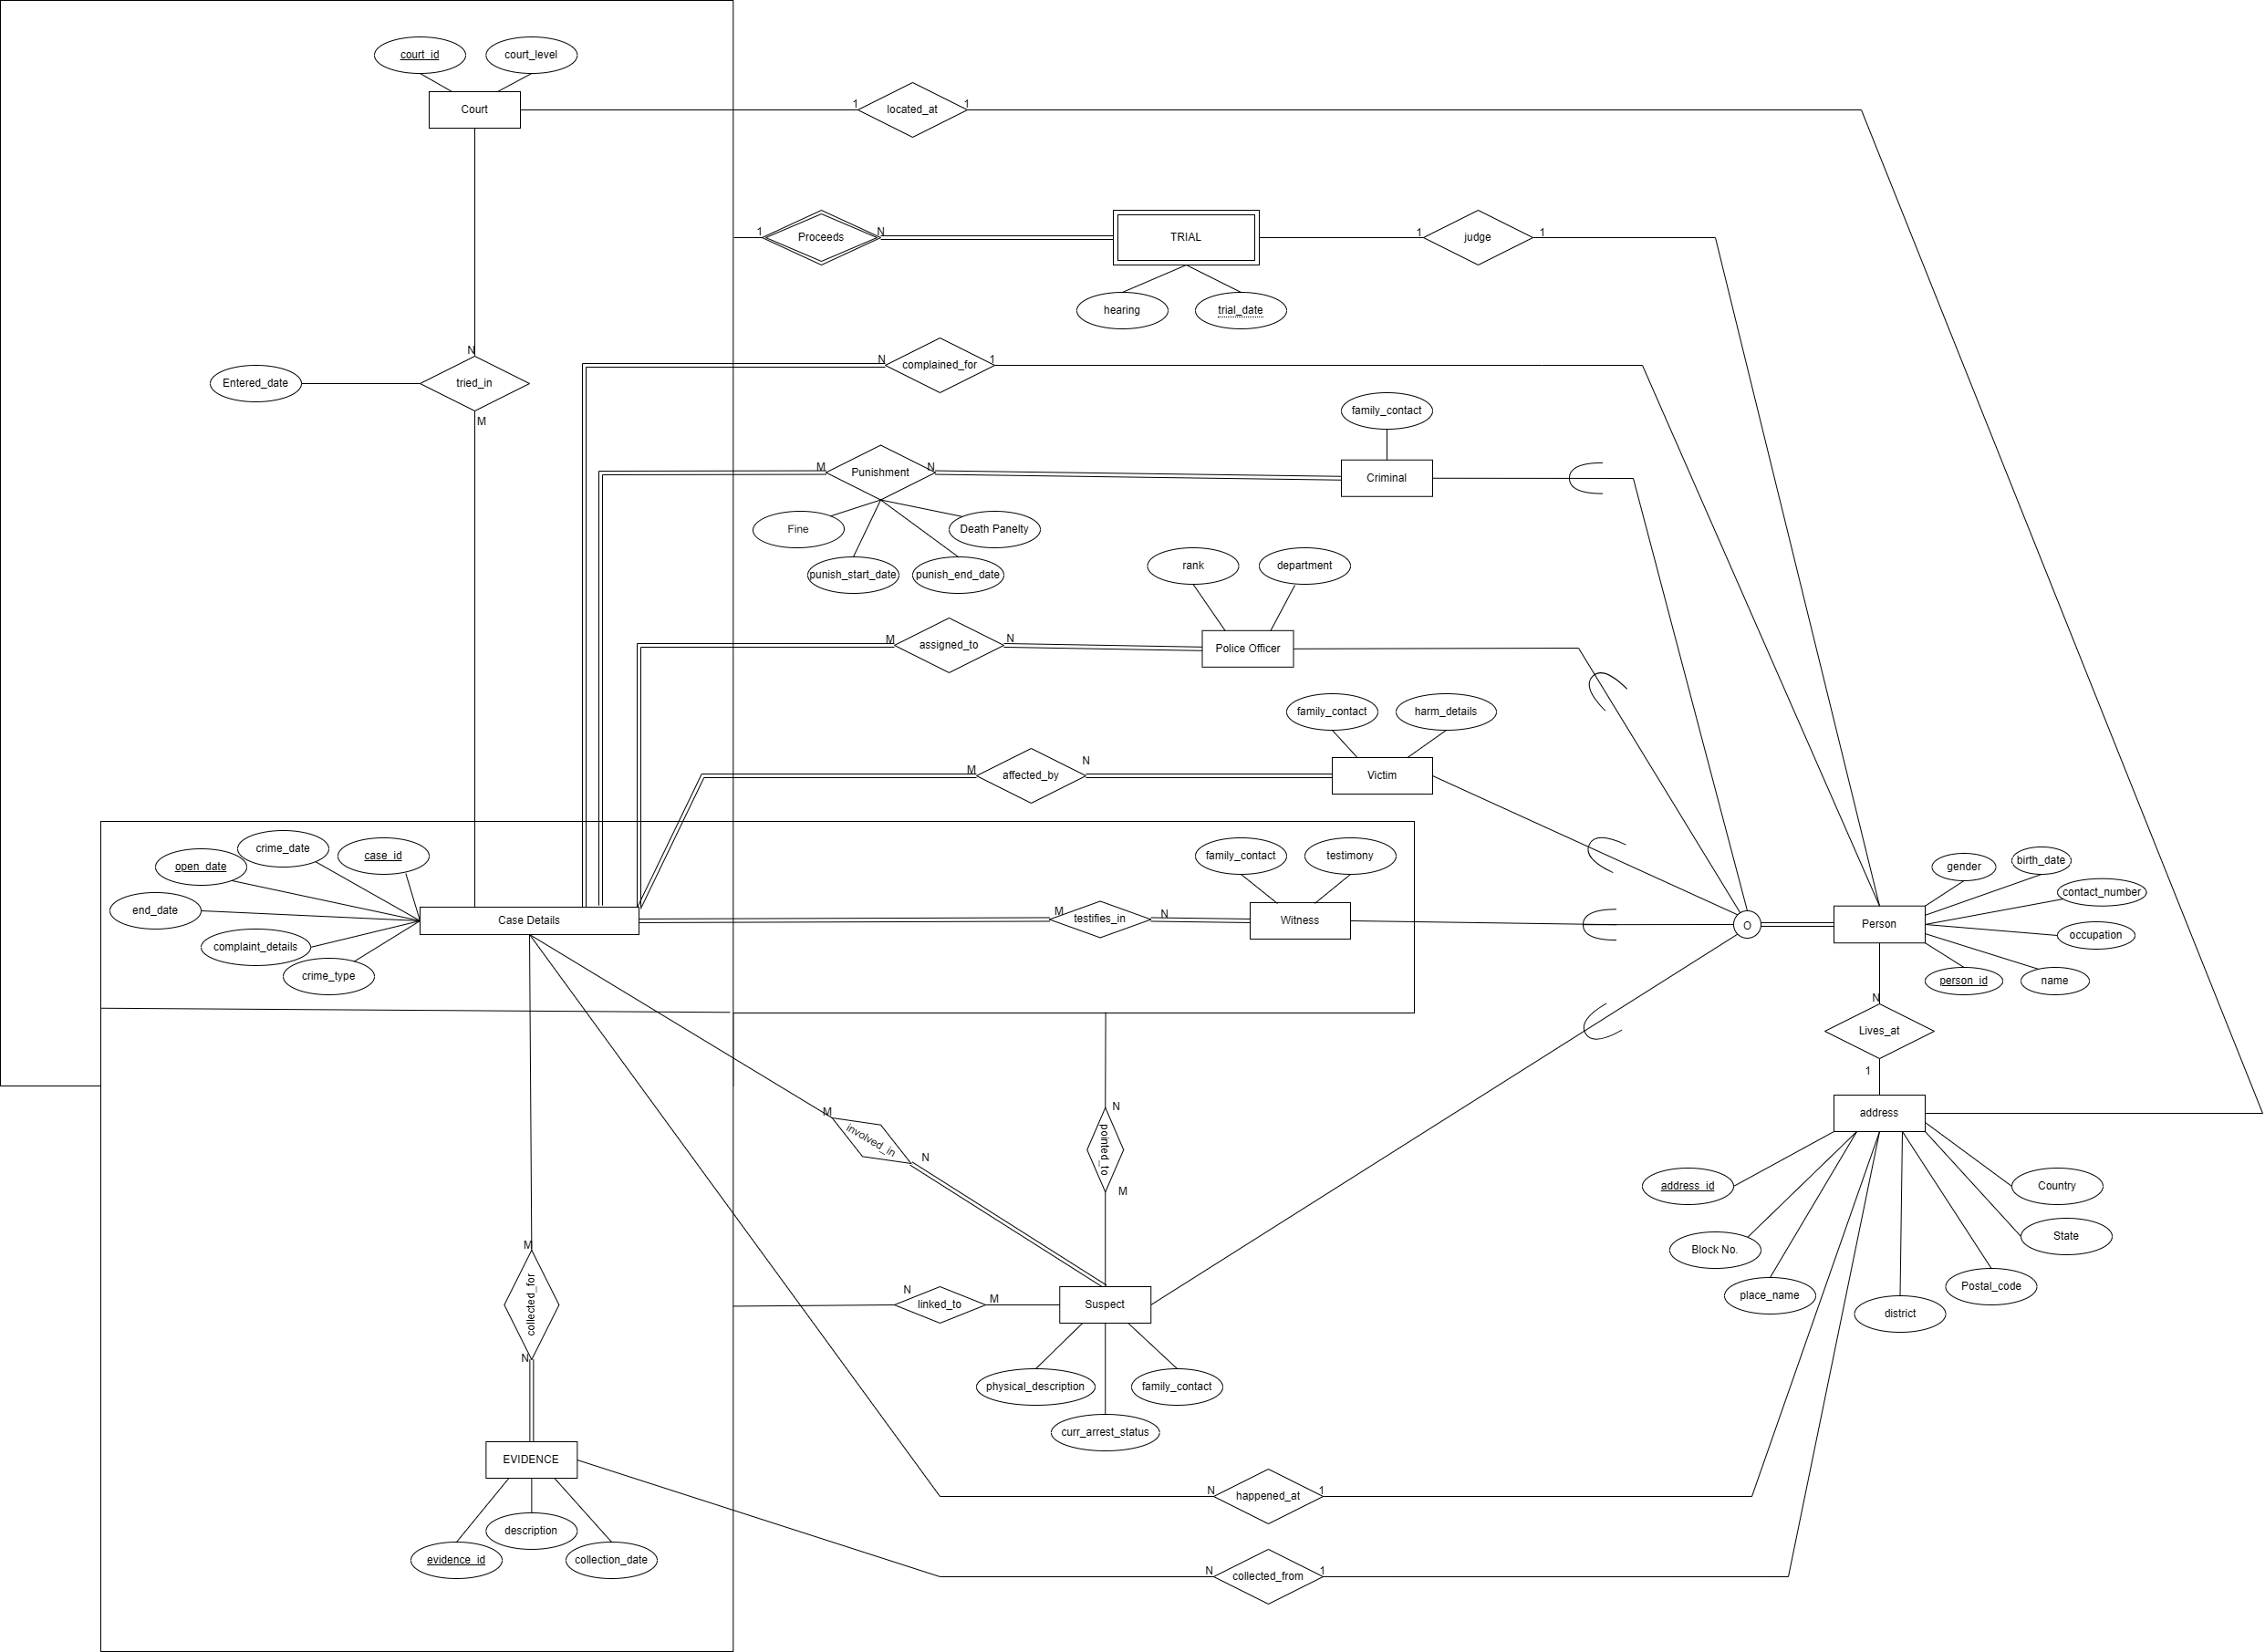 court_id
court_level
Court
1
located_at
1
1
Proceeds
N
TRIAL
1
judge
1
hearing
trial_date
N
complained_for
1
Entered_date
N
tried_in
M
family_contact
M
Punishment
N
Criminal
Fine
Death Panelty
punish_start_date
punish_end_date
rank
department
M
assigned_to
N
Police Officer
family_contact
harm_details
M
affected_by
N
Victim
crime_date
case_id
open_date
end_date
complaint_details
crime_type
Case Details
M
testifies_in
N
family_contact
testimony
Witness
O
Person
gender
birth_date
contact_number
occupation
name
person_id
N
Lives_at
1
address
address_id
Block No.
place_name
district
Postal_code
State
Country
M
involved_in
N
N
pointed_to
M
M
collected_for
N
N
linked_to
M
Suspect
physical_description
family_contact
curr_arrest_status
EVIDENCE
description
evidence_id
collection_date
N
happened_at
1
N
collected_from
1